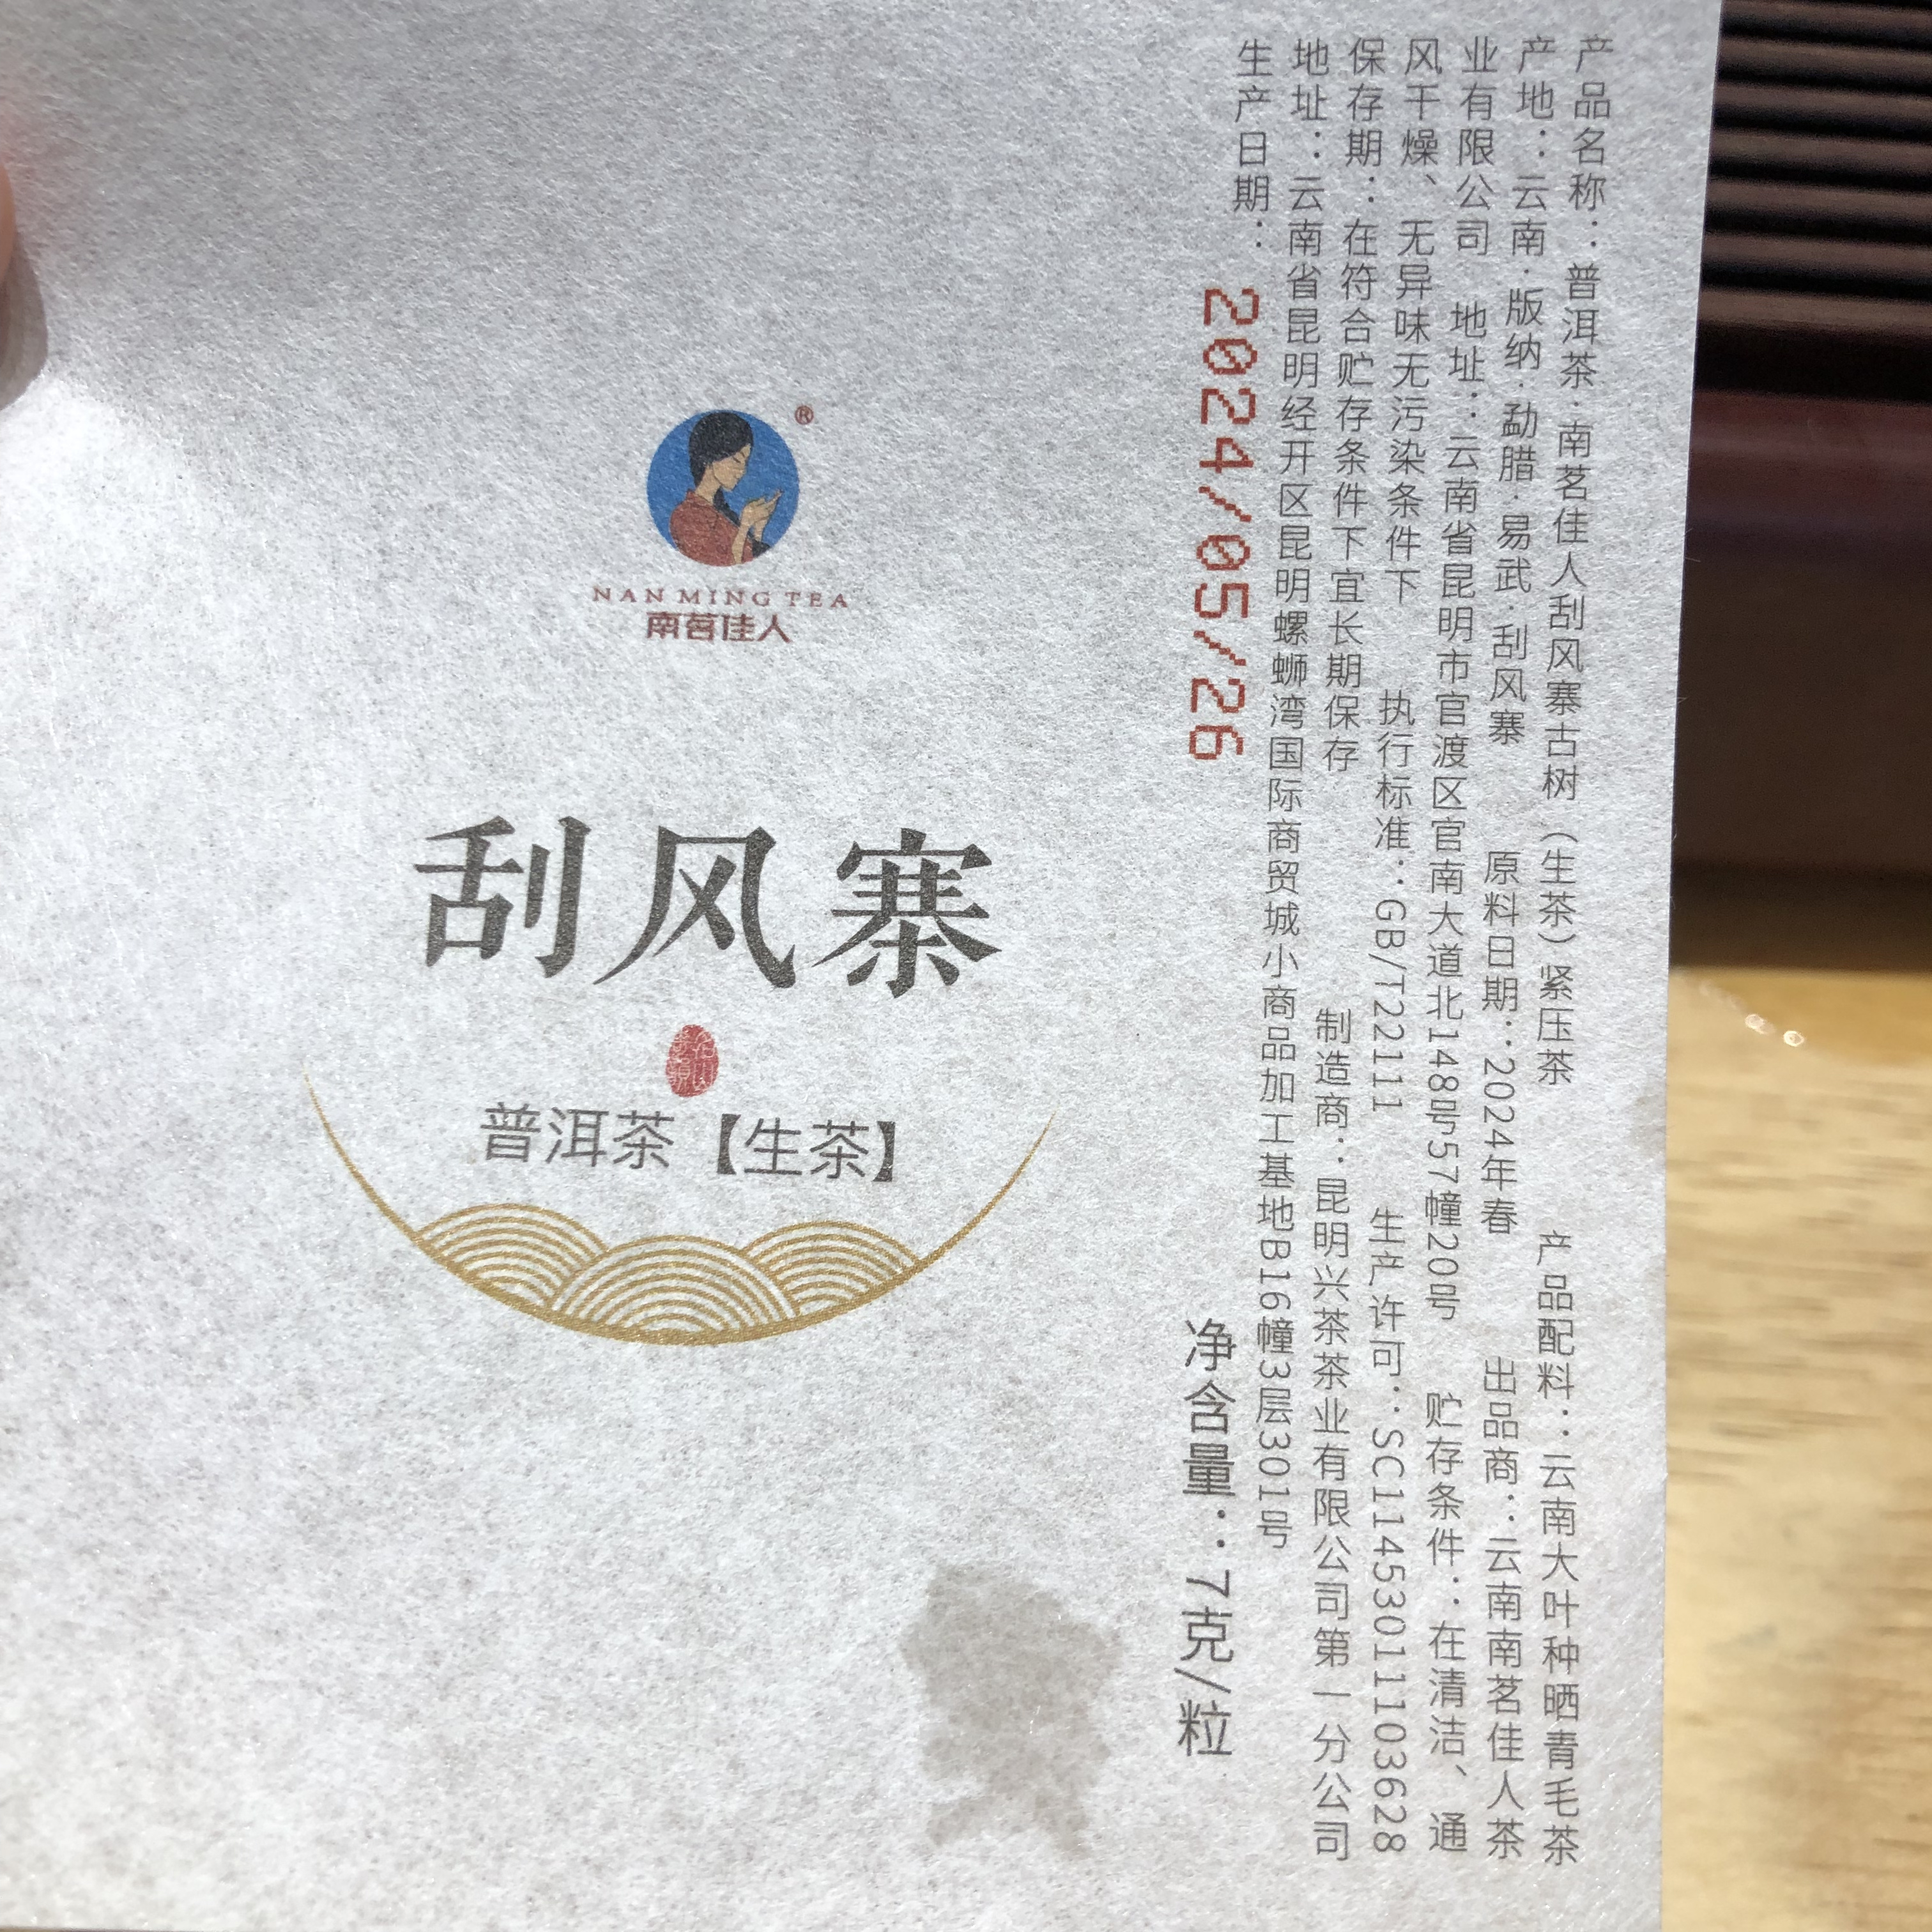 ®
NAN MING TEA
南茗佳人
刮风寨
普洱茶【生茶】
产品名称：普洱茶·南茗佳人刮风寨古树（生茶）紧压茶 产品配料：云南大叶种晒青毛茶
产地：云南·版纳·勐腊·易武·刮风寨 原料日期：2024年春 出品商：云南南茗佳人茶
业有限公司 地址：云南省昆明市官渡区官南大道北148号57幢20号 贮存条件：在清洁、通
风干燥、无异味无污染条件下 执行标准：GB/T22111 生产许可：SC11453011103628
保存期：在符合贮存条件下宜长期保存 制造商：昆明兴茶茶业有限公司第一分公司
地址：云南省昆明经开区昆明螺蛳湾国际商贸城小商品加工基地B16幢3层301号
生产日期：2024/05/26 净含量：7克/粒